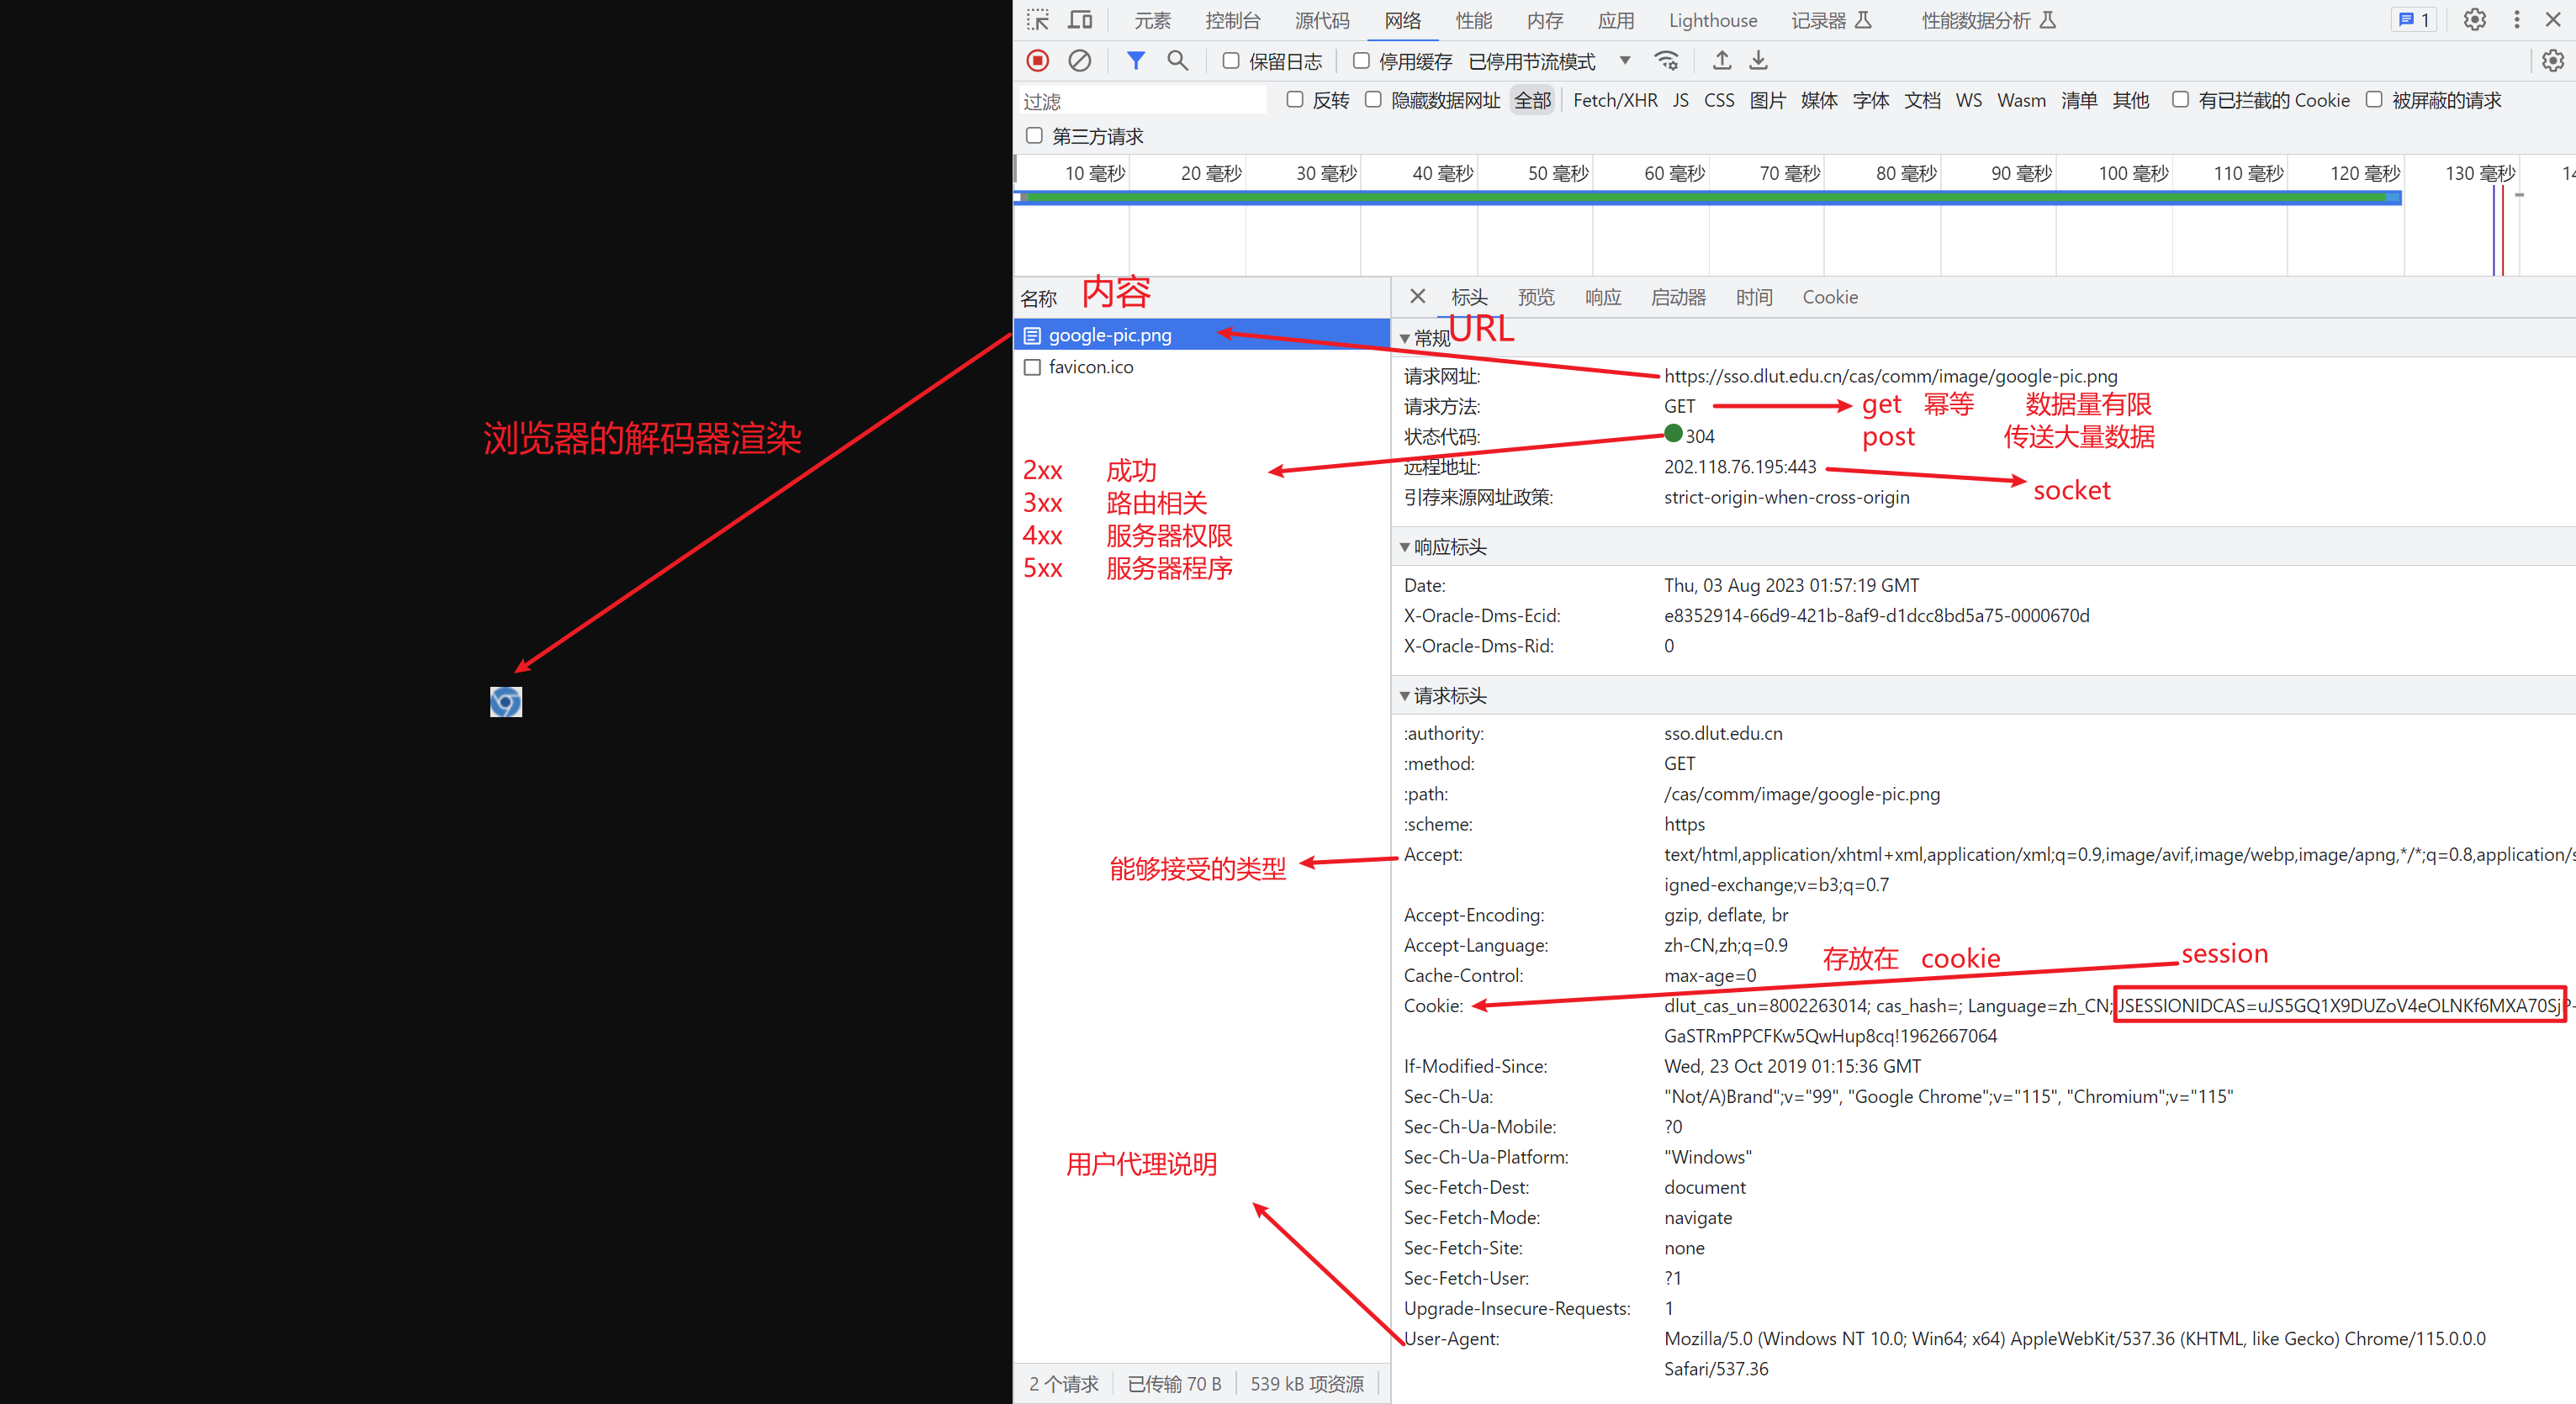 元素 控制台 源代码 网络 性能 内存 应用 Lighthouse 记录器 性能数据分析 1
保留日志 停用缓存 已停用节流模式
过滤 反转 隐藏数据网址 全部 Fetch/XHR JS CSS 图片 媒体 字体 文档 WS Wasm 清单 其他 有已拦截的 Cookie 被屏蔽的请求
第三方请求
10 毫秒 20 毫秒 30 毫秒 40 毫秒 50 毫秒 60 毫秒 70 毫秒 80 毫秒 90 毫秒 100 毫秒 110 毫秒 120 毫秒 130 毫秒 14
名称 内容
google-pic.png
favicon.ico
浏览器的解码器渲染
2xx 成功
3xx 路由相关
4xx 服务器权限
5xx 服务器程序
能够接受的类型
用户代理说明
2 个请求 已传输 70 B 539 kB 项资源
标头 预览 响应 启动器 时间 Cookie
常规 URL
请求网址: https://sso.dlut.edu.cn/cas/comm/image/google-pic.png
请求方法: GET get 幂等 数据量有限
状态代码: 304 post 传送大量数据
远程地址: 202.118.76.195:443
socket
引荐来源网址政策: strict-origin-when-cross-origin
响应标头
Date: Thu, 03 Aug 2023 01:57:19 GMT
X-Oracle-Dms-Ecid: e8352914-66d9-421b-8af9-d1dcc8bd5a75-0000670d
X-Oracle-Dms-Rid: 0
请求标头
:authority: sso.dlut.edu.cn
:method: GET
:path: /cas/comm/image/google-pic.png
:scheme: https
Accept: text/html,application/xhtml+xml,application/xml;q=0.9,image/avif,image/webp,image/apng,*/*;q=0.8,application/s
igned-exchange;v=b3;q=0.7
Accept-Encoding: gzip, deflate, br
Accept-Language: zh-CN,zh;q=0.9
存放在 cookie session
Cache-Control: max-age=0
Cookie: dlut_cas_un=8002263014; cas_hash=; Language=zh_CN; JSESSIONIDCAS=uJS5GQ1X9DUZoV4eOLNKf6MXA70SjP-
GaSTRmPPCFKw5QwHup8cq!1962667064
If-Modified-Since: Wed, 23 Oct 2019 01:15:36 GMT
Sec-Ch-Ua: "Not/A)Brand";v="99", "Google Chrome";v="115", "Chromium";v="115"
Sec-Ch-Ua-Mobile: ?0
Sec-Ch-Ua-Platform: "Windows"
Sec-Fetch-Dest: document
Sec-Fetch-Mode: navigate
Sec-Fetch-Site: none
Sec-Fetch-User: ?1
Upgrade-Insecure-Requests: 1
User-Agent: Mozilla/5.0 (Windows NT 10.0; Win64; x64) AppleWebKit/537.36 (KHTML, like Gecko) Chrome/115.0.0.0
Safari/537.36